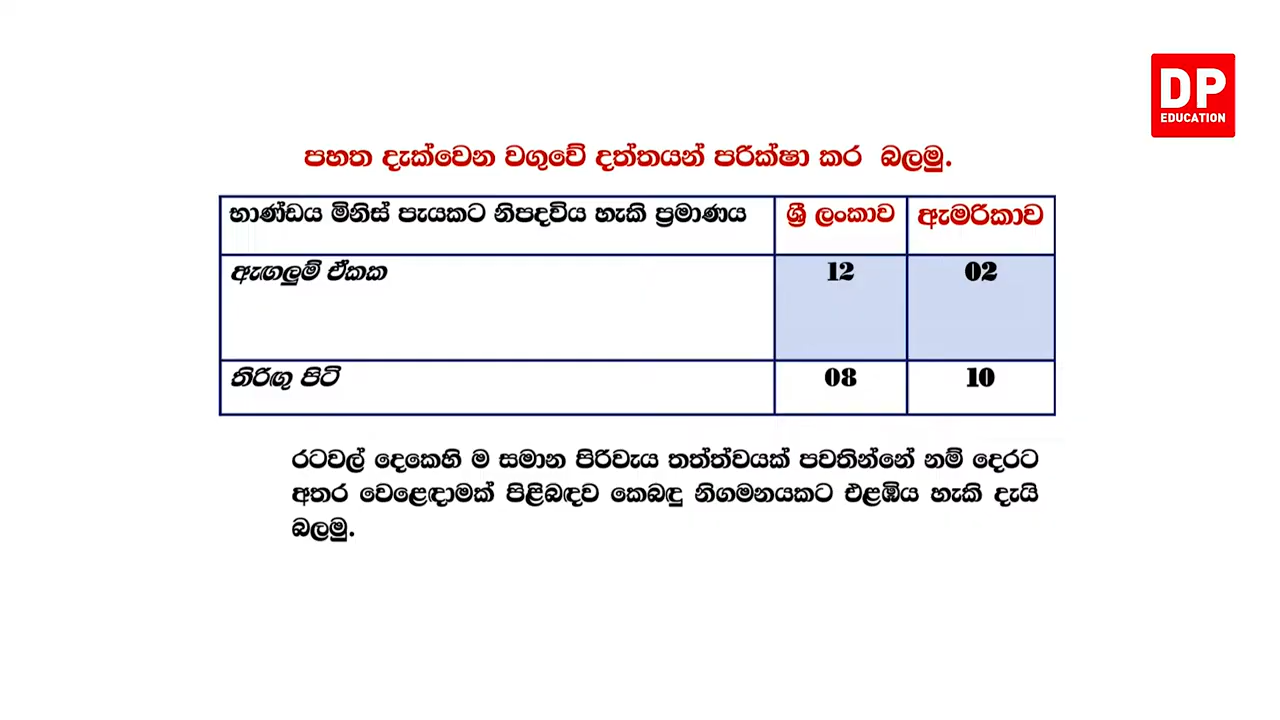 DP
EDUCATION
පහත දැක්වෙන වගුවේ දත්තයන් පරික්ෂා කර බලමු.
භාණ්ඩය මිනිස් පැයකට නිපදවිය හැකි ප්‍රමාණය ශ්‍රී ලංකාව ඇමරිකාව
ඇඟලුම් ඒකක 12 02
තිරිඟු පිටි 08 10
රටවල් දෙකෙහි ම සමාන පිරිවැය තත්ත්වයක් පවතින්නේ නම් දෙරට
අතර වෙළෙඳාමක් පිළිබඳව කෙබඳු නිගමනයකට එළඹිය හැකි දැයි
බලමු.